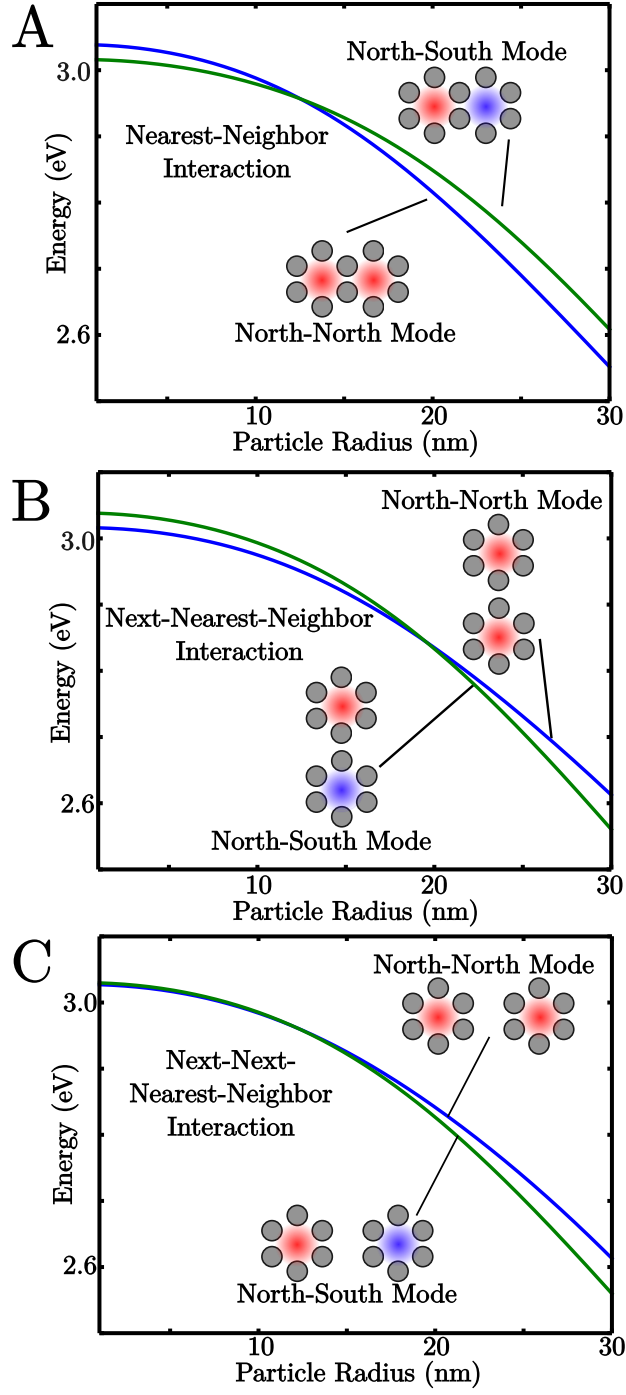 A
North-South Mode
3.0
Nearest-Neighbor
Interaction
Energy (eV)
North-North Mode
2.6
10
20
30
Particle Radius (nm)
B
North-North Mode
3.0
Next-Nearest-Neighbor
Interaction
Energy (eV)
2.6
North-South Mode
10
20
30
Particle Radius (nm)
C
North-North Mode
3.0
Next-Next-
Nearest-Neighbor
Interaction
Energy (eV)
2.6
North-South Mode
10
20
30
Particle Radius (nm)